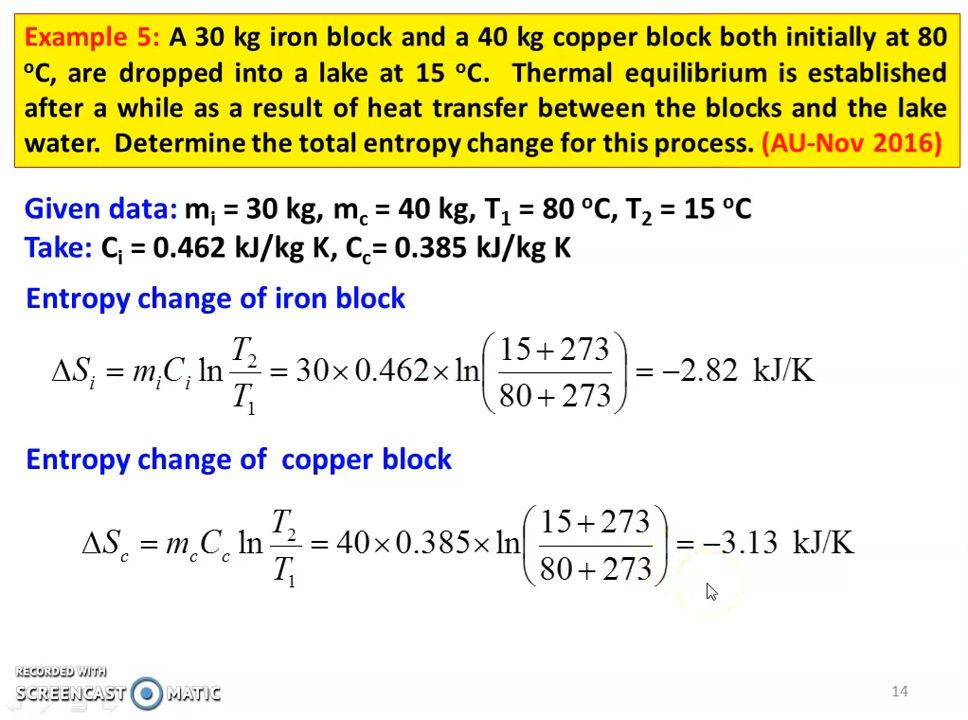 Example 5: A 30 kg iron block and a 40 kg copper block both initially at 80
ºC, are dropped into a lake at 15 ºC. Thermal equilibrium is established
after a while as a result of heat transfer between the blocks and the lake
water. Determine the total entropy change for this process. (AU-Nov 2016)
Given data: mi = 30 kg, mc = 40 kg, T1 = 80 ºC, T2 = 15 ºC
Take: Ci = 0.462 kJ/kg K, Cc= 0.385 kJ/kg K
Entropy change of iron block
ΔSi = miCi ln T2/T1 = 30 × 0.462 × ln((15 + 273)/(80 + 273)) = −2.82 kJ/K
Entropy change of copper block
ΔSc = mcCc ln T2/T1 = 40 × 0.385 × ln((15 + 273)/(80 + 273)) = −3.13 kJ/K
RECORDED WITH
SCREENCAST MATIC
14